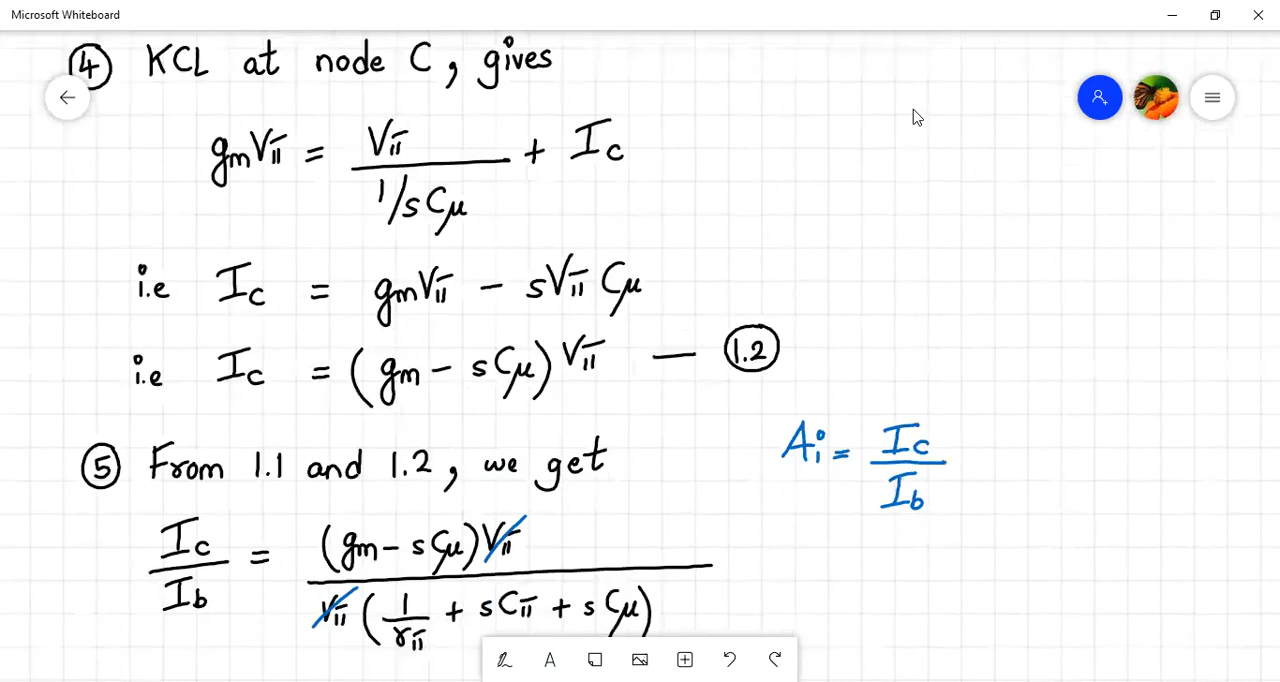 Microsoft Whiteboard
④ KCL at node C, gives
gmVπ = Vπ / (1/sCμ) + Ic
i.e Ic = gmVπ − sVπ Cμ
i.e Ic = (gm − sCμ) Vπ — (1.2)
⑤ From 1.1 and 1.2, we get
Ai = Ic / Ib
Ic / Ib = (gm − sCμ) Vπ / Vπ (1/rπ + sCπ + sCμ)
A